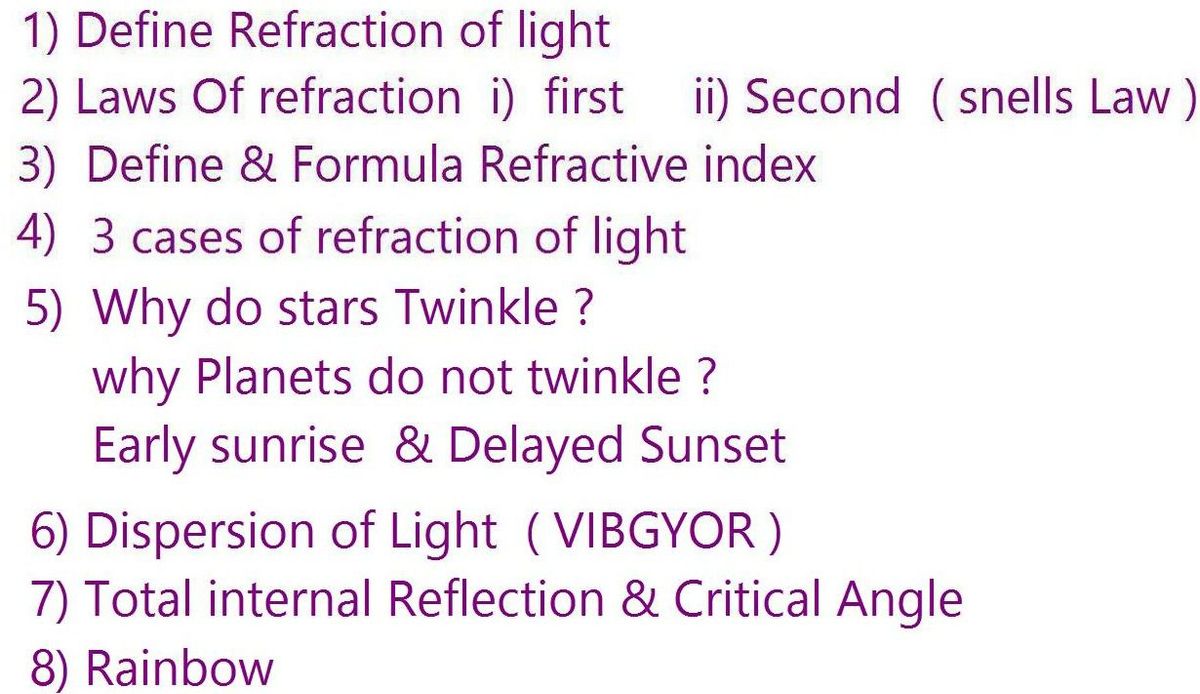 1) Define Refraction of light
2) Laws Of refraction i) first ii) Second ( snells Law )
3) Define & Formula Refractive index
4) 3 cases of refraction of light
5) Why do stars Twinkle ?
why Planets do not twinkle ?
Early sunrise & Delayed Sunset
6) Dispersion of Light ( VIBGYOR )
7) Total internal Reflection & Critical Angle
8) Rainbow